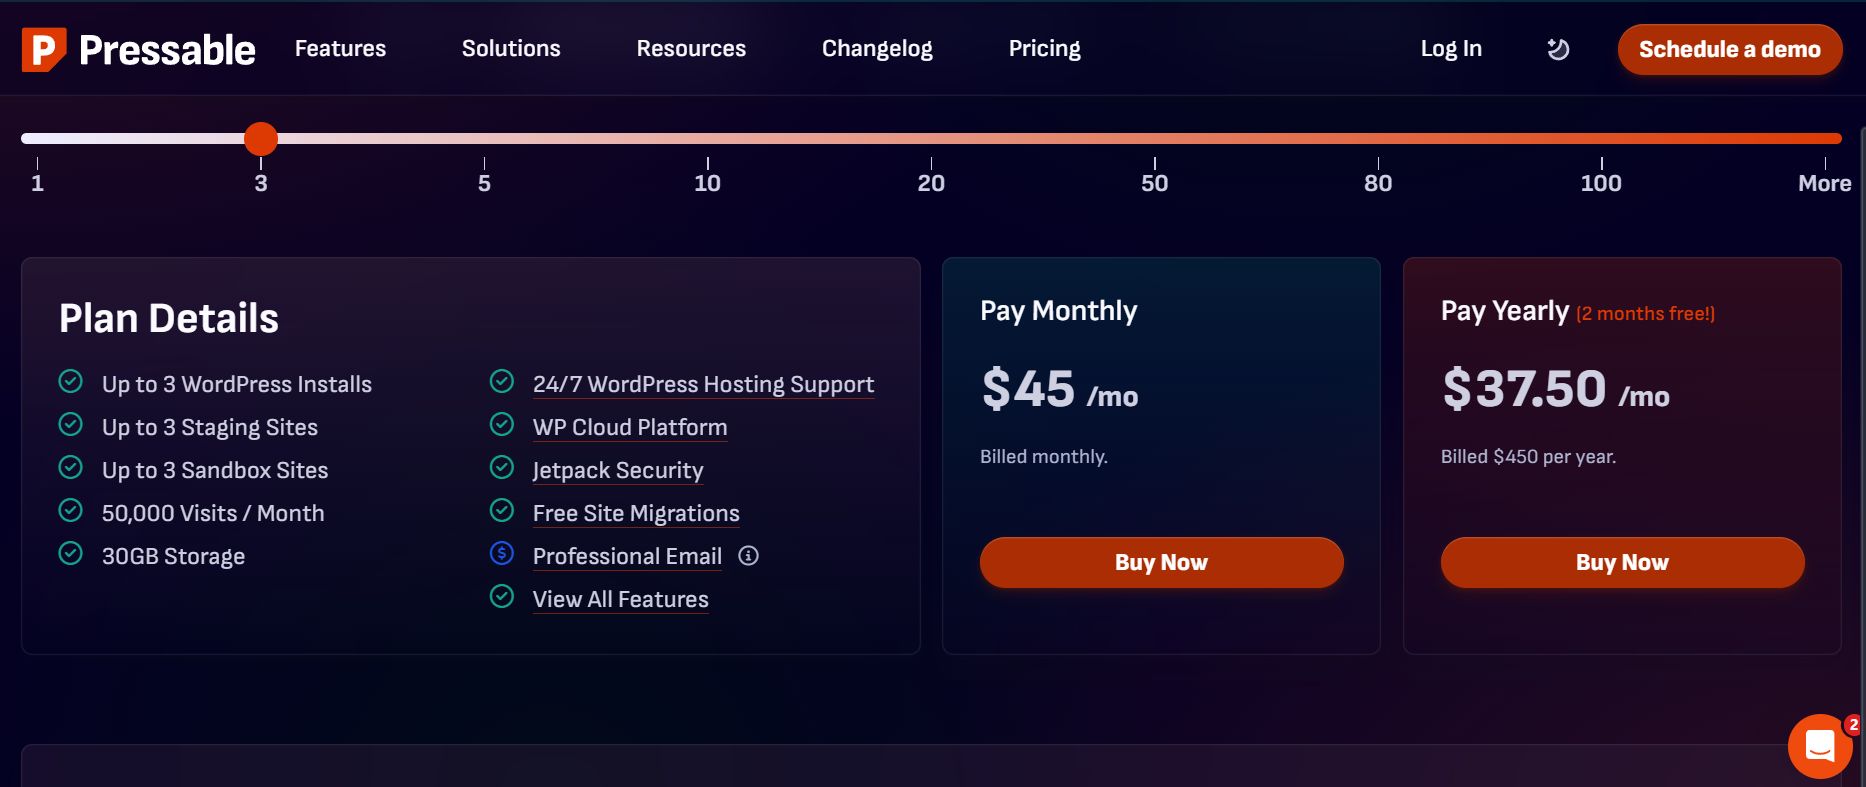 Pressable
Features
Solutions
Resources
Changelog
Pricing
Log In
Schedule a demo
1
3
5
10
20
50
80
100
More
Plan Details
Up to 3 WordPress Installs
Up to 3 Staging Sites
Up to 3 Sandbox Sites
50,000 Visits / Month
30GB Storage
24/7 WordPress Hosting Support
WP Cloud Platform
Jetpack Security
Free Site Migrations
Professional Email
View All Features
Pay Monthly
$45 /mo
Billed monthly.
Buy Now
Pay Yearly (2 months free!)
$37.50 /mo
Billed $450 per year.
Buy Now
2